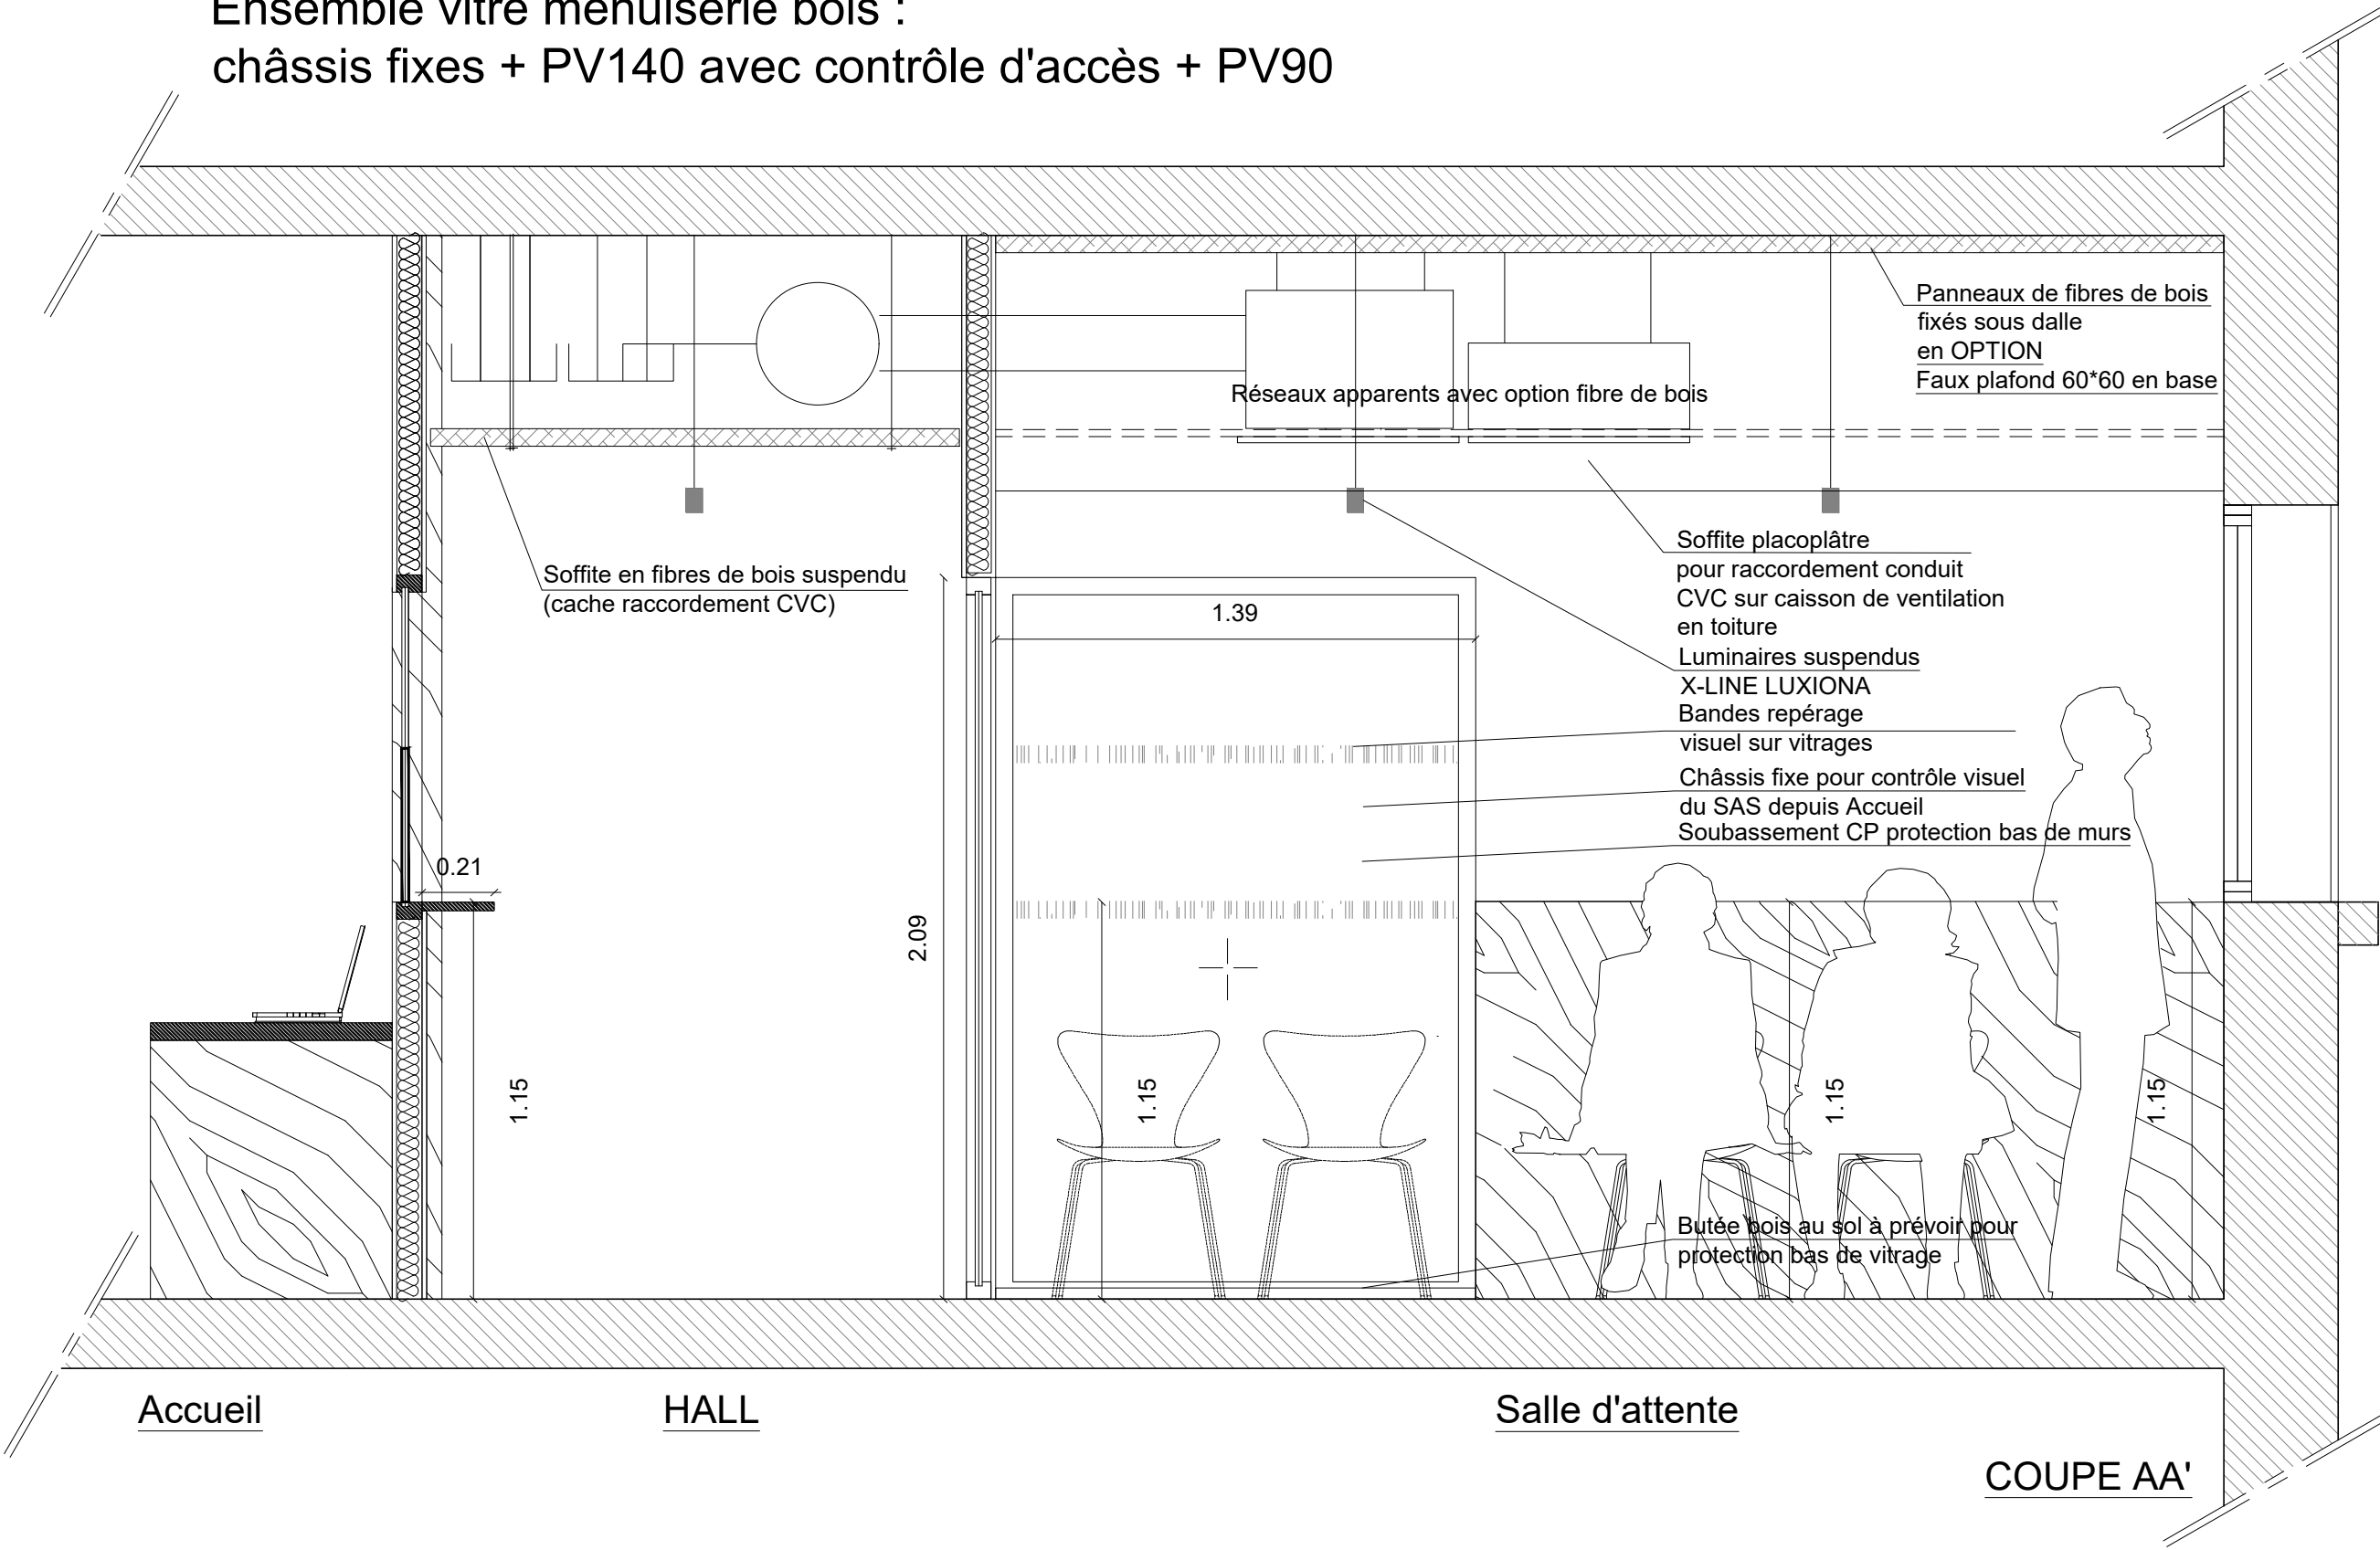 Ensemble vitré menuiserie bois :
châssis fixes + PV140 avec contrôle d'accès + PV90
Panneaux de fibres de bois
fixés sous dalle
en OPTION
Faux plafond 60*60 en base
Réseaux apparents avec option fibre de bois
Soffite en fibres de bois suspendu
(cache raccordement CVC)
Soffite placoplâtre
pour raccordement conduit
CVC sur caisson de ventilation
en toiture
1.39
Luminaires suspendus
X-LINE LUXIONA
Bandes repérage
visuel sur vitrages
Châssis fixe pour contrôle visuel
du SAS depuis Accueil
Soubassement CP protection bas de murs
0.21
2.09
1.15
1.15
1.15
1.15
Butée bois au sol à prévoir pour
protection bas de vitrage
Accueil
HALL
Salle d'attente
COUPE AA'